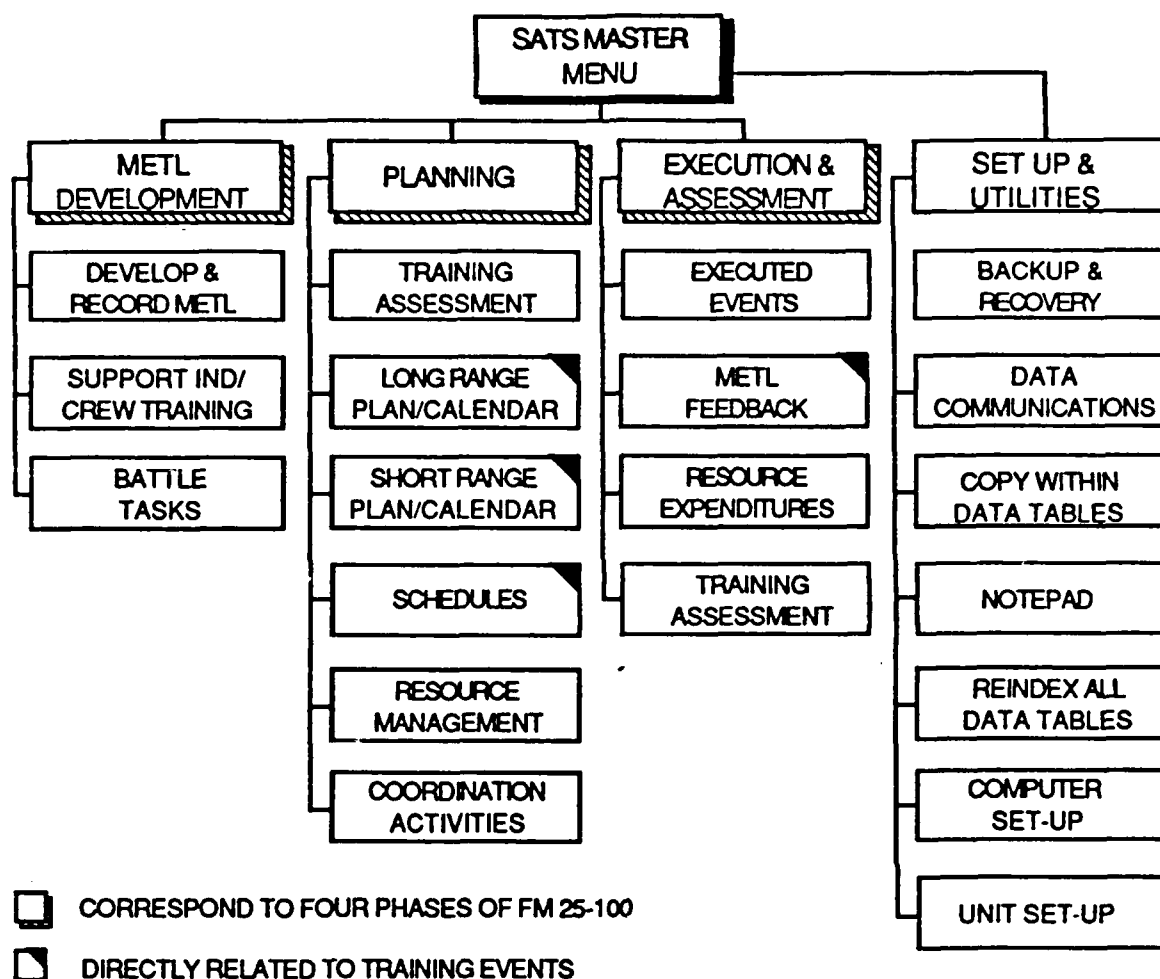 SATS MASTER
MENU
METL
DEVELOPMENT
DEVELOP &
RECORD METL
SUPPORT IND/
CREW TRAINING
BATTLE
TASKS
PLANNING
TRAINING
ASSESSMENT
LONG RANGE
PLAN/CALENDAR
SHORT RANGE
PLAN/CALENDAR
SCHEDULES
RESOURCE
MANAGEMENT
COORDINATION
ACTIVITIES
EXECUTION &
ASSESSMENT
EXECUTED
EVENTS
METL
FEEDBACK
RESOURCE
EXPENDITURES
TRAINING
ASSESSMENT
SET UP &
UTILITIES
BACKUP &
RECOVERY
DATA
COMMUNICATIONS
COPY WITHIN
DATA TABLES
NOTEPAD
REINDEX ALL
DATA TABLES
COMPUTER
SET-UP
UNIT SET-UP
CORRESPOND TO FOUR PHASES OF FM 25-100
DIRECTLY RELATED TO TRAINING EVENTS